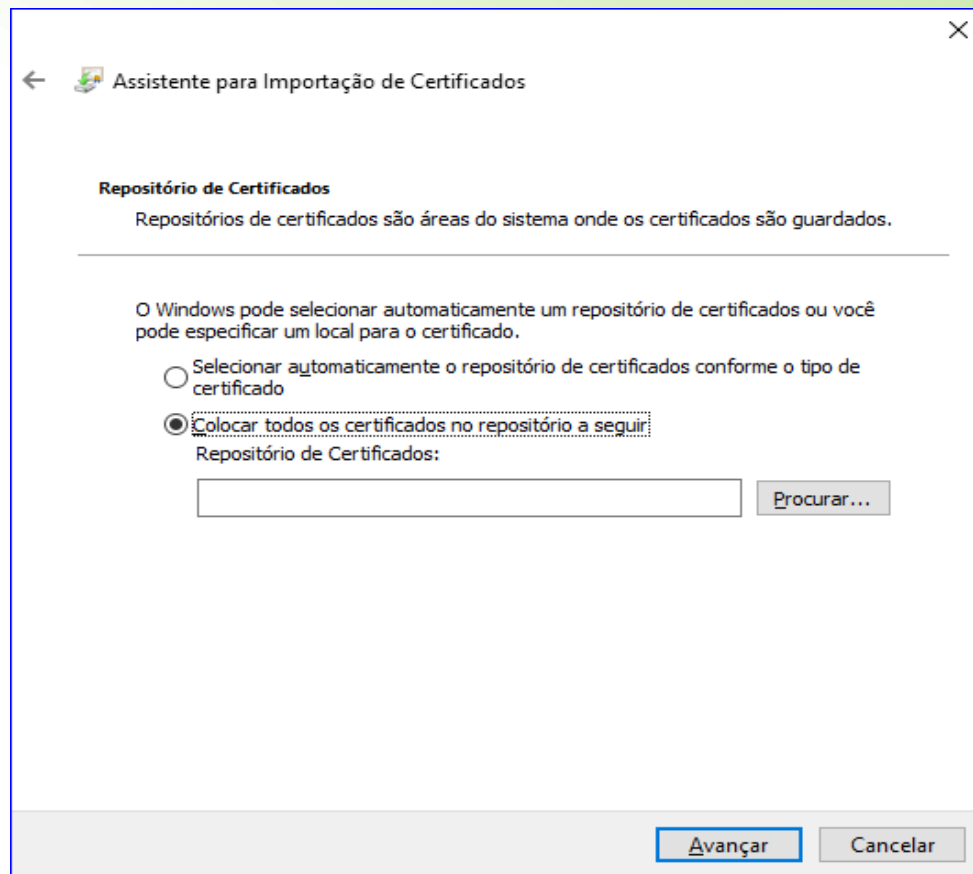 Assistente para Importação de Certificados
Repositório de Certificados
Repositórios de certificados são áreas do sistema onde os certificados são guardados.
O Windows pode selecionar automaticamente um repositório de certificados ou você
pode especificar um local para o certificado.
Selecionar automaticamente o repositório de certificados conforme o tipo de
certificado
Colocar todos os certificados no repositório a seguir
Repositório de Certificados:
Procurar...
Avançar
Cancelar